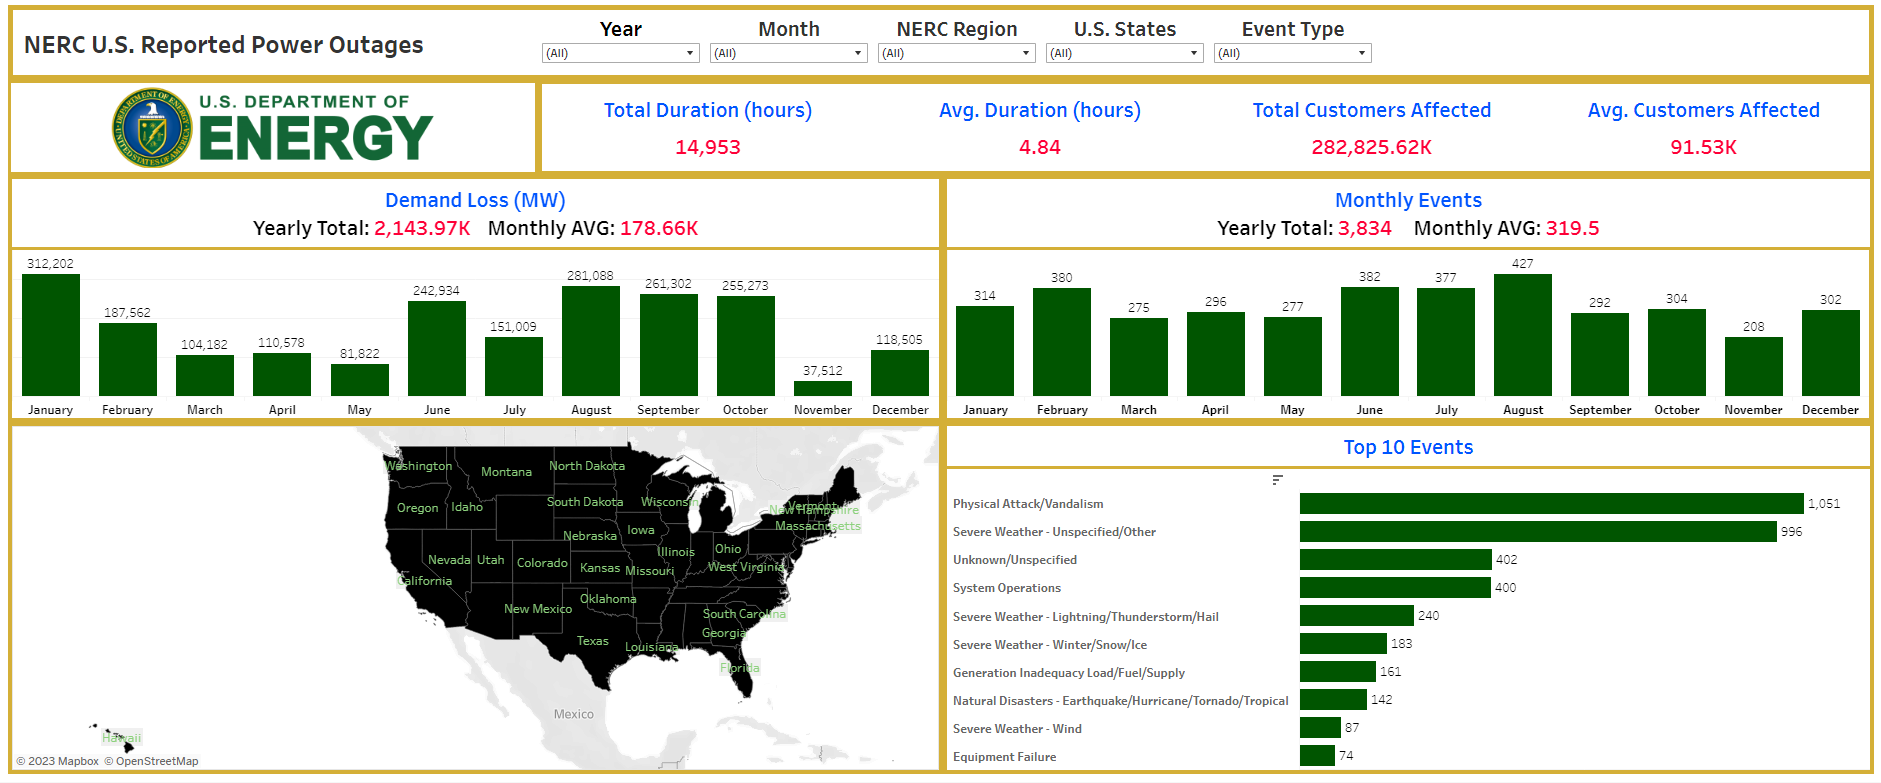 NERC U.S. Reported Power Outages
Year Month NERC Region U.S. States Event Type
(All) (All) (All) (All) (All)
U.S. DEPARTMENT OF
ENERGY
Total Duration (hours) Avg. Duration (hours) Total Customers Affected Avg. Customers Affected
14,953 4.84 282,825.62K 91.53K
Demand Loss (MW)
Yearly Total: 2,143.97K Monthly AVG: 178.66K
312,202 187,562 104,182 110,578 81,822 242,934 151,009 281,088 261,302 255,273 37,512 118,505
January February March April May June July August September October November December
Monthly Events
Yearly Total: 3,834 Monthly AVG: 319.5
314 380 275 296 277 382 377 427 292 304 208 302
January February March April May June July August September October November December
Washington Montana North Dakota
Oregon Idaho South Dakota Wisconsin Vermont
New Hampshire
Massachusetts
Nebraska Iowa
Nevada Utah Colorado Kansas Missouri Illinois Ohio West Virginia
California
New Mexico Oklahoma South Carolina
Texas Louisiana Georgia
Florida
Mexico
Hawaii
© 2023 Mapbox © OpenStreetMap
Top 10 Events
Physical Attack/Vandalism 1,051
Severe Weather - Unspecified/Other 996
Unknown/Unspecified 402
System Operations 400
Severe Weather - Lightning/Thunderstorm/Hail 240
Severe Weather - Winter/Snow/Ice 183
Generation Inadequacy Load/Fuel/Supply 161
Natural Disasters - Earthquake/Hurricane/Tornado/Tropical 142
Severe Weather - Wind 87
Equipment Failure 74